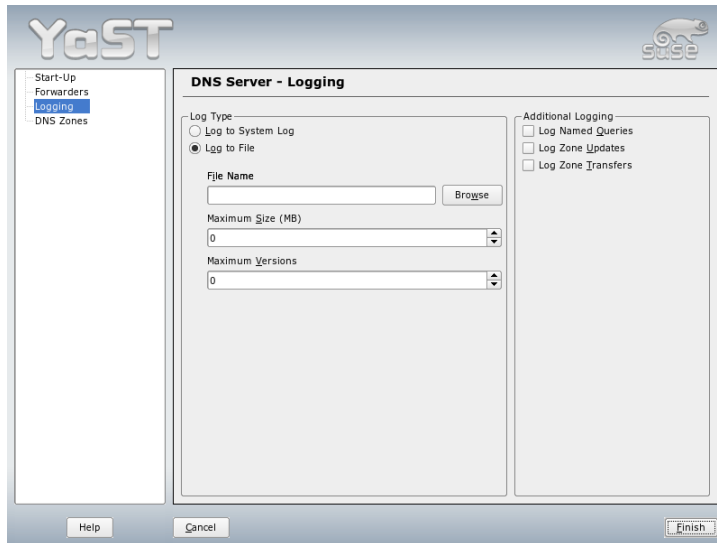 YaST
suse
Start-Up
Forwarders
Logging
DNS Zones
DNS Server - Logging
Log Type
Log to System Log
Log to File
File Name
Browse
Maximum Size (MB)
0
Maximum Versions
0
Additional Logging
Log Named Queries
Log Zone Updates
Log Zone Transfers
Help
Cancel
Finish